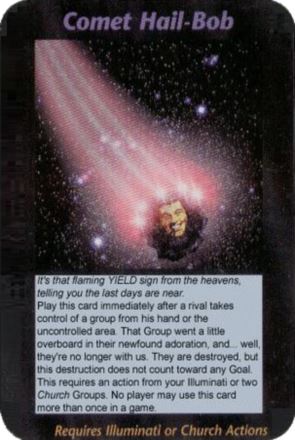 Comet Hail-Bob
It's that flaming YIELD sign from the heavens,
telling you the last days are near.
Play this card immediately after a rival takes
control of a group from his hand or the
uncontrolled area. That Group went a little
overboard in their newfound adoration, and... well,
they're no longer with us. They are destroyed, but
this destruction does not count toward any Goal.
This requires an action from your Illuminati or two
Church Groups. No player may use this card
more than once in a game.
Requires Illuminati or Church Actions